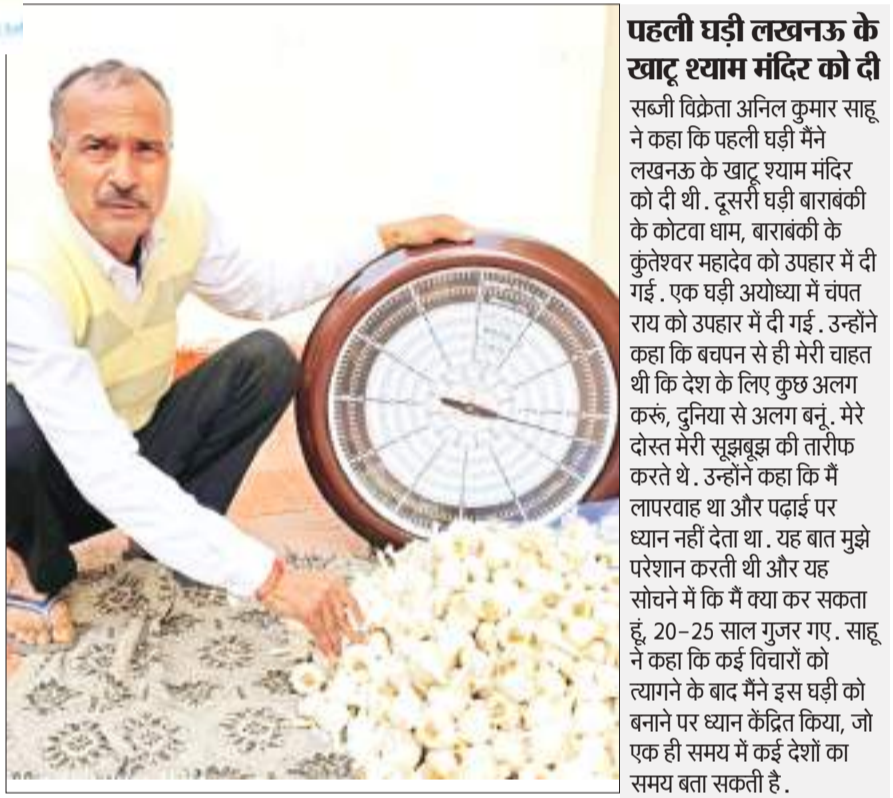 पहली घड़ी लखनऊ के
खाटू श्याम मंदिर को दी
सब्जी विक्रेता अनिल कुमार साहू
ने कहा कि पहली घड़ी मैंने
लखनऊ के खाटू श्याम मंदिर
को दी थी. दूसरी घड़ी बाराबंकी
के कोटवा धाम, बाराबंकी के
कुंतेश्वर महादेव को उपहार में दी
गई. एक घड़ी अयोध्या में चंपत
राय को उपहार में दी गई. उन्होंने
कहा कि बचपन से ही मेरी चाहत
थी कि देश के लिए कुछ अलग
करूं, दुनिया से अलग बनूं. मेरे
दोस्त मेरी सूझबूझ की तारीफ
करते थे. उन्होंने कहा कि मैं
लापरवाह था और पढ़ाई पर
ध्यान नहीं देता था. यह बात मुझे
परेशान करती थी और यह
सोचने में कि मैं क्या कर सकता
हूं, 20-25 साल गुजर गए. साहू
ने कहा कि कई विचारों को
त्यागने के बाद मैंने इस घड़ी को
बनाने पर ध्यान केंद्रित किया, जो
एक ही समय में कई देशों का
समय बता सकती है.